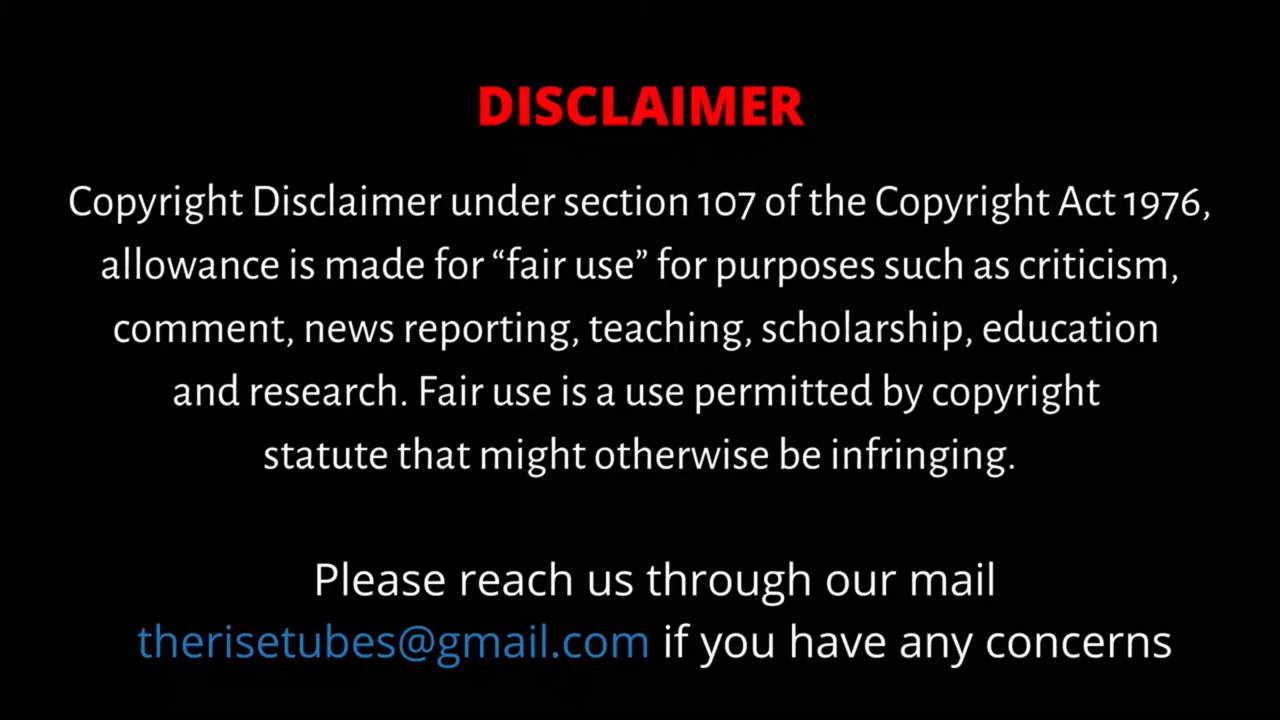 DISCLAIMER
Copyright Disclaimer under section 107 of the Copyright Act 1976,
allowance is made for “fair use” for purposes such as criticism,
comment, news reporting, teaching, scholarship, education
and research. Fair use is a use permitted by copyright
statute that might otherwise be infringing.
Please reach us through our mail
therisetubes@gmail.com if you have any concerns